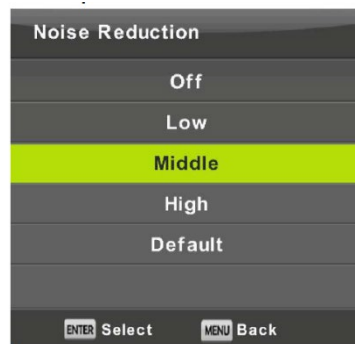 Noise Reduction
Off
Low
Middle
High
Default
ENTER Select MENU Back